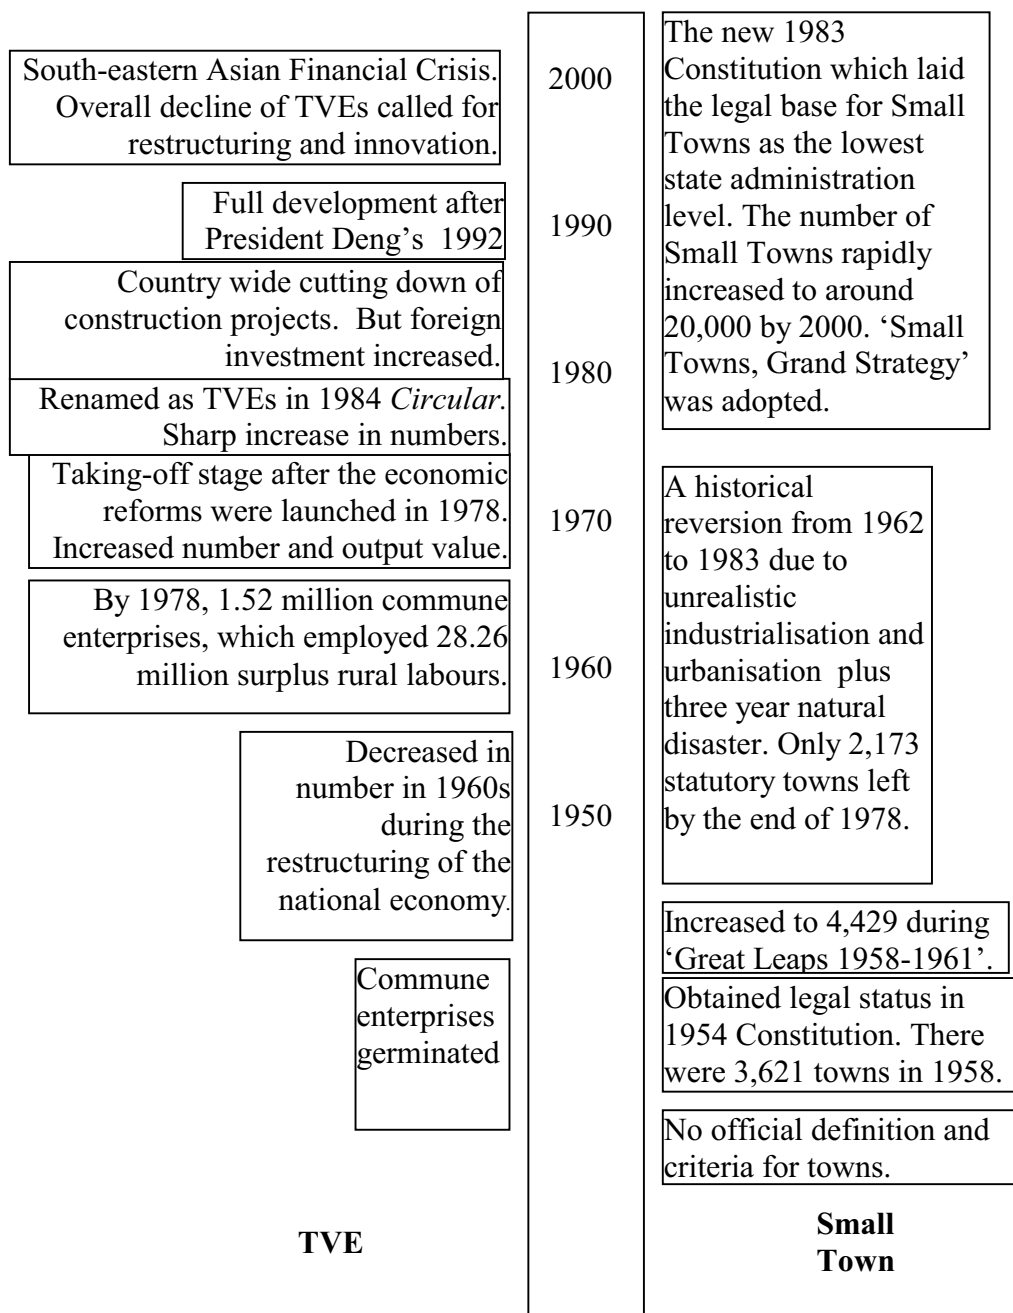 South-eastern Asian Financial Crisis.
Overall decline of TVEs called for
restructuring and innovation.
Full development after
President Deng's 1992
Country wide cutting down of
construction projects. But foreign
investment increased.
Renamed as TVEs in 1984 Circular.
Sharp increase in numbers.
Taking-off stage after the economic
reforms were launched in 1978.
Increased number and output value.
By 1978, 1.52 million commune
enterprises, which employed 28.26
million surplus rural labours.
Decreased in
number in 1960s
during the
restructuring of the
national economy.
Commune
enterprises
germinated
TVE
2000
1990
1980
1970
1960
1950
The new 1983
Constitution which laid
the legal base for Small
Towns as the lowest
state administration
level. The number of
Small Towns rapidly
increased to around
20,000 by 2000. ‘Small
Towns, Grand Strategy’
was adopted.
A historical
reversion from 1962
to 1983 due to
unrealistic
industrialisation and
urbanisation plus
three year natural
disaster. Only 2,173
statutory towns left
by the end of 1978.
Increased to 4,429 during
‘Great Leaps 1958-1961’.
Obtained legal status in
1954 Constitution. There
were 3,621 towns in 1958.
No official definition and
criteria for towns.
Small
Town